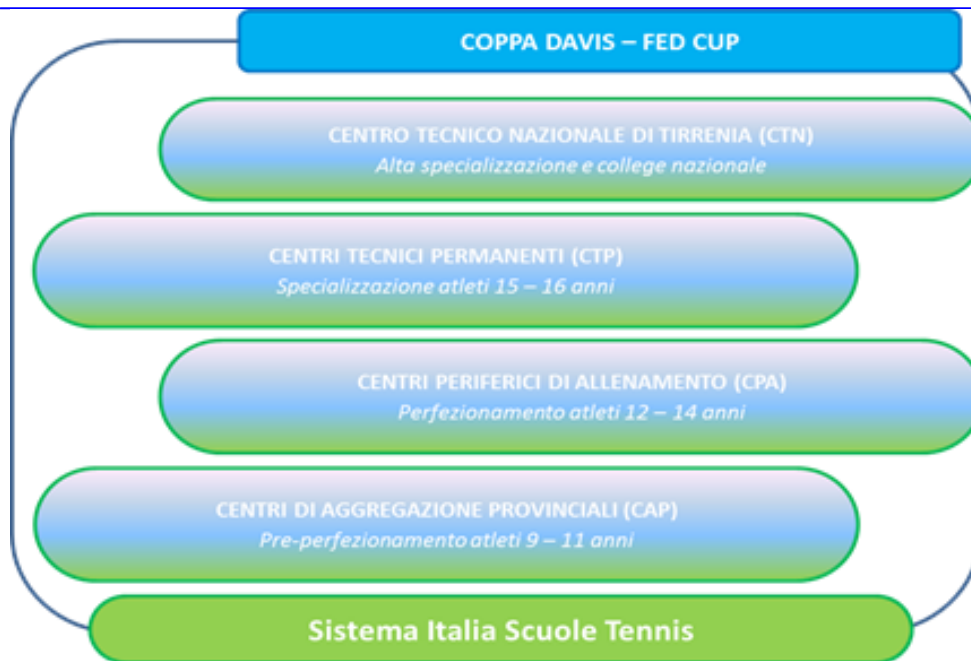 COPPA DAVIS – FED CUP
CENTRO TECNICO NAZIONALE DI TIRRENIA (CTN)
Alta specializzazione e college nazionale
CENTRI TECNICI PERMANENTI (CTP)
Specializzazione atleti 15 – 16 anni
CENTRI PERIFERICI DI ALLENAMENTO (CPA)
Perfezionamento atleti 12 – 14 anni
CENTRI DI AGGREGAZIONE PROVINCIALI (CAP)
Pre-perfezionamento atleti 9 – 11 anni
Sistema Italia Scuole Tennis